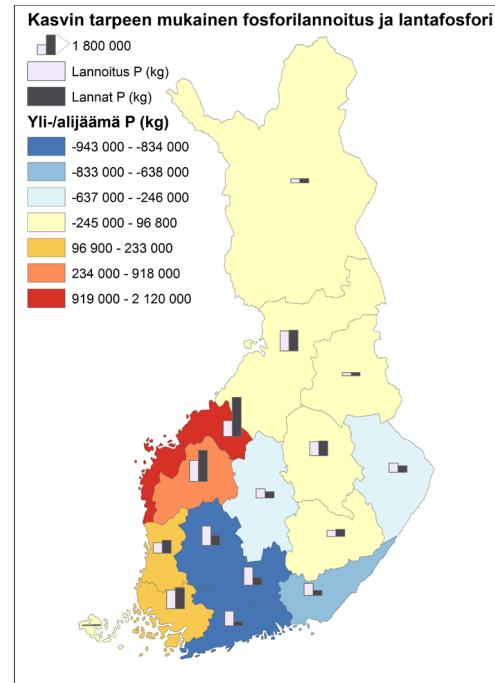 Kasvin tarpeen mukainen fosforilannoitus ja lantafosfori
1 800 000
Lannoitus P (kg)
Lannat P (kg)
Yli-/alijäämä P (kg)
-943 000 - -834 000
-833 000 - -638 000
-637 000 - -246 000
-245 000 - 96 800
96 900 - 233 000
234 000 - 918 000
919 000 - 2 120 000